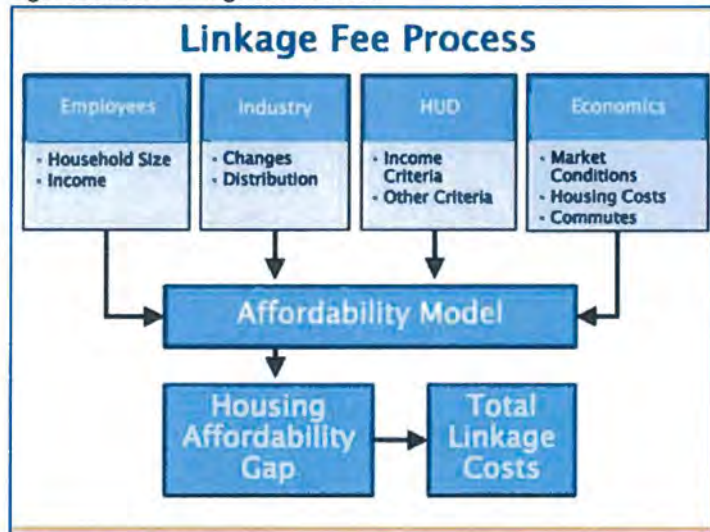 Linkage Fee Process
Employees
- Household Size
- Income
Industry
- Changes
- Distribution
HUD
- Income
Criteria
- Other Criteria
Economics
- Market
Conditions
- Housing Costs
- Commutes
Affordability Model
Housing
Affordability
Gap
Total
Linkage
Costs